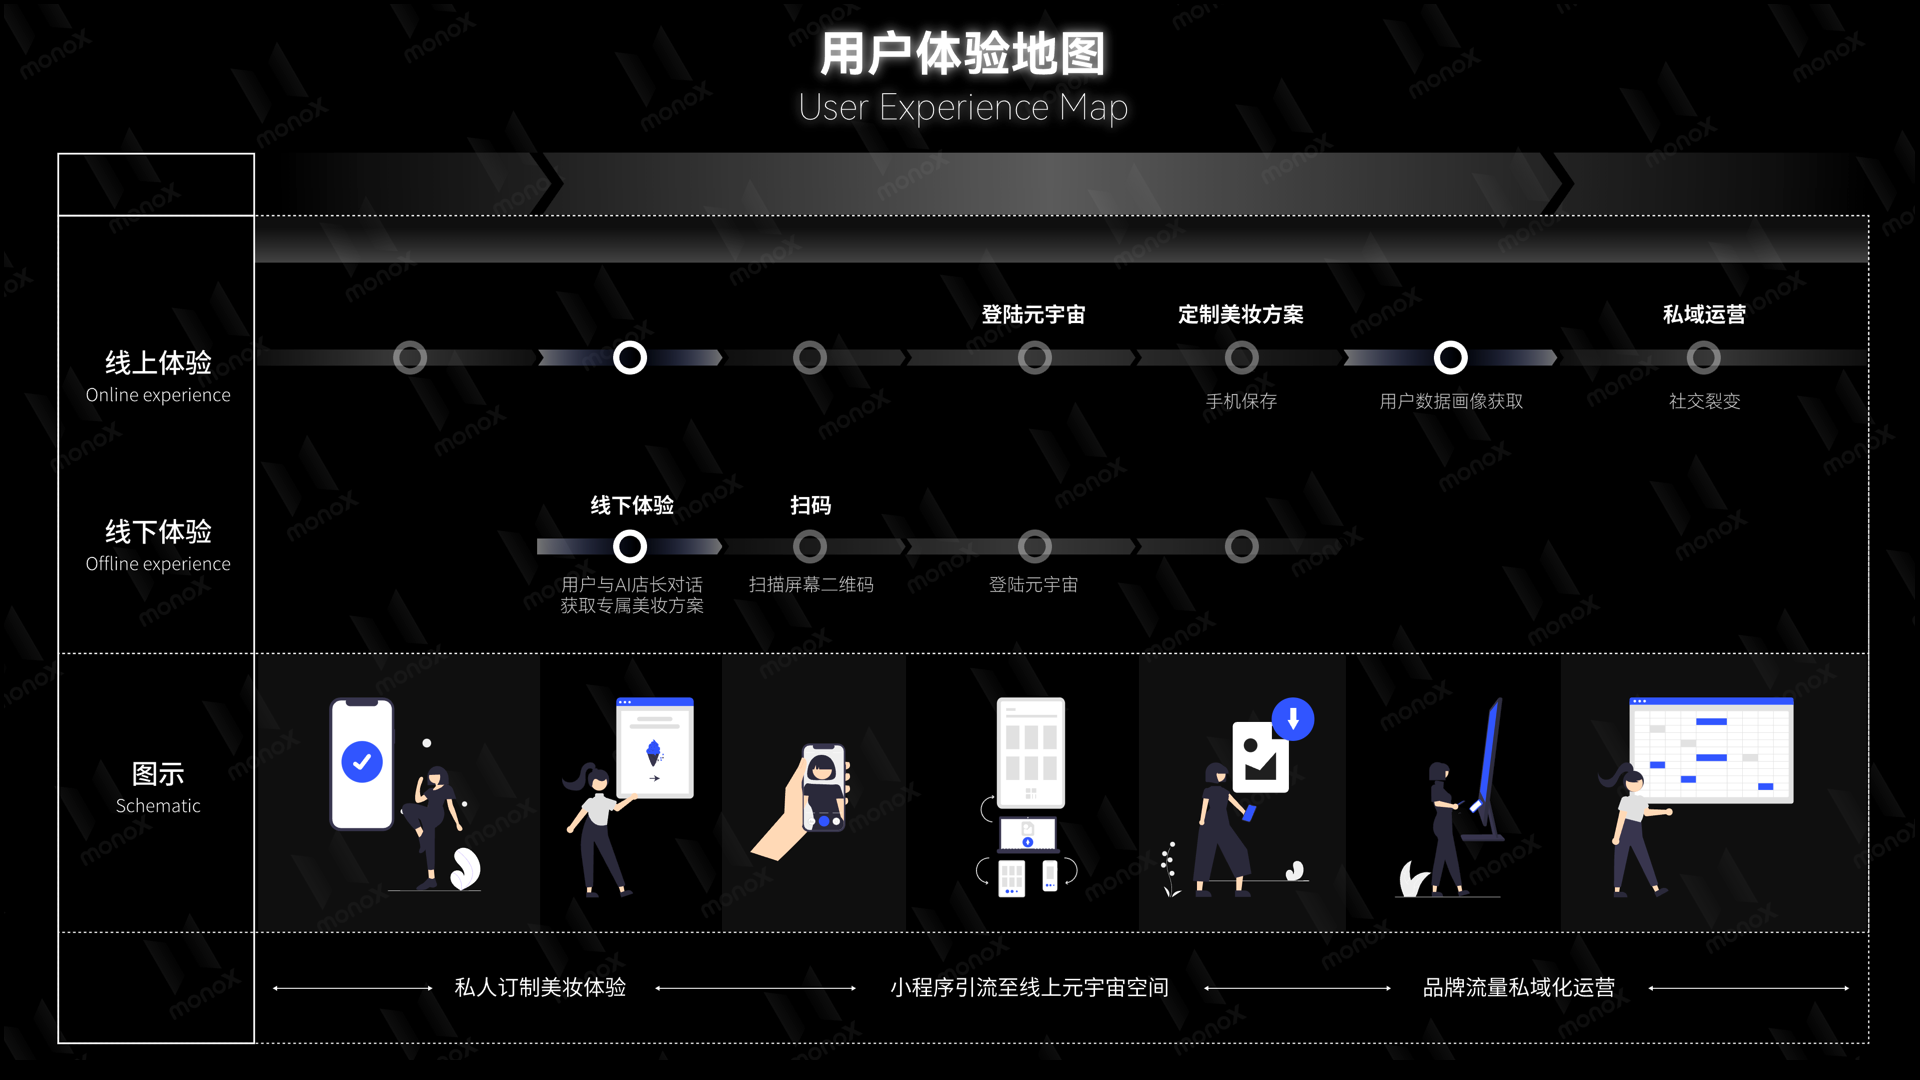 用户体验地图
User Experience Map
登陆元宇宙
定制美妆方案
私域运营
线上体验
Online experience
手机保存
用户数据画像获取
社交裂变
线下体验
扫码
线下体验
Offline experience
用户与AI店长对话
获取专属美妆方案
扫描屏幕二维码
登陆元宇宙
图示
Schematic
私人订制美妆体验
小程序引流至线上元宇宙空间
品牌流量私域化运营
monoX